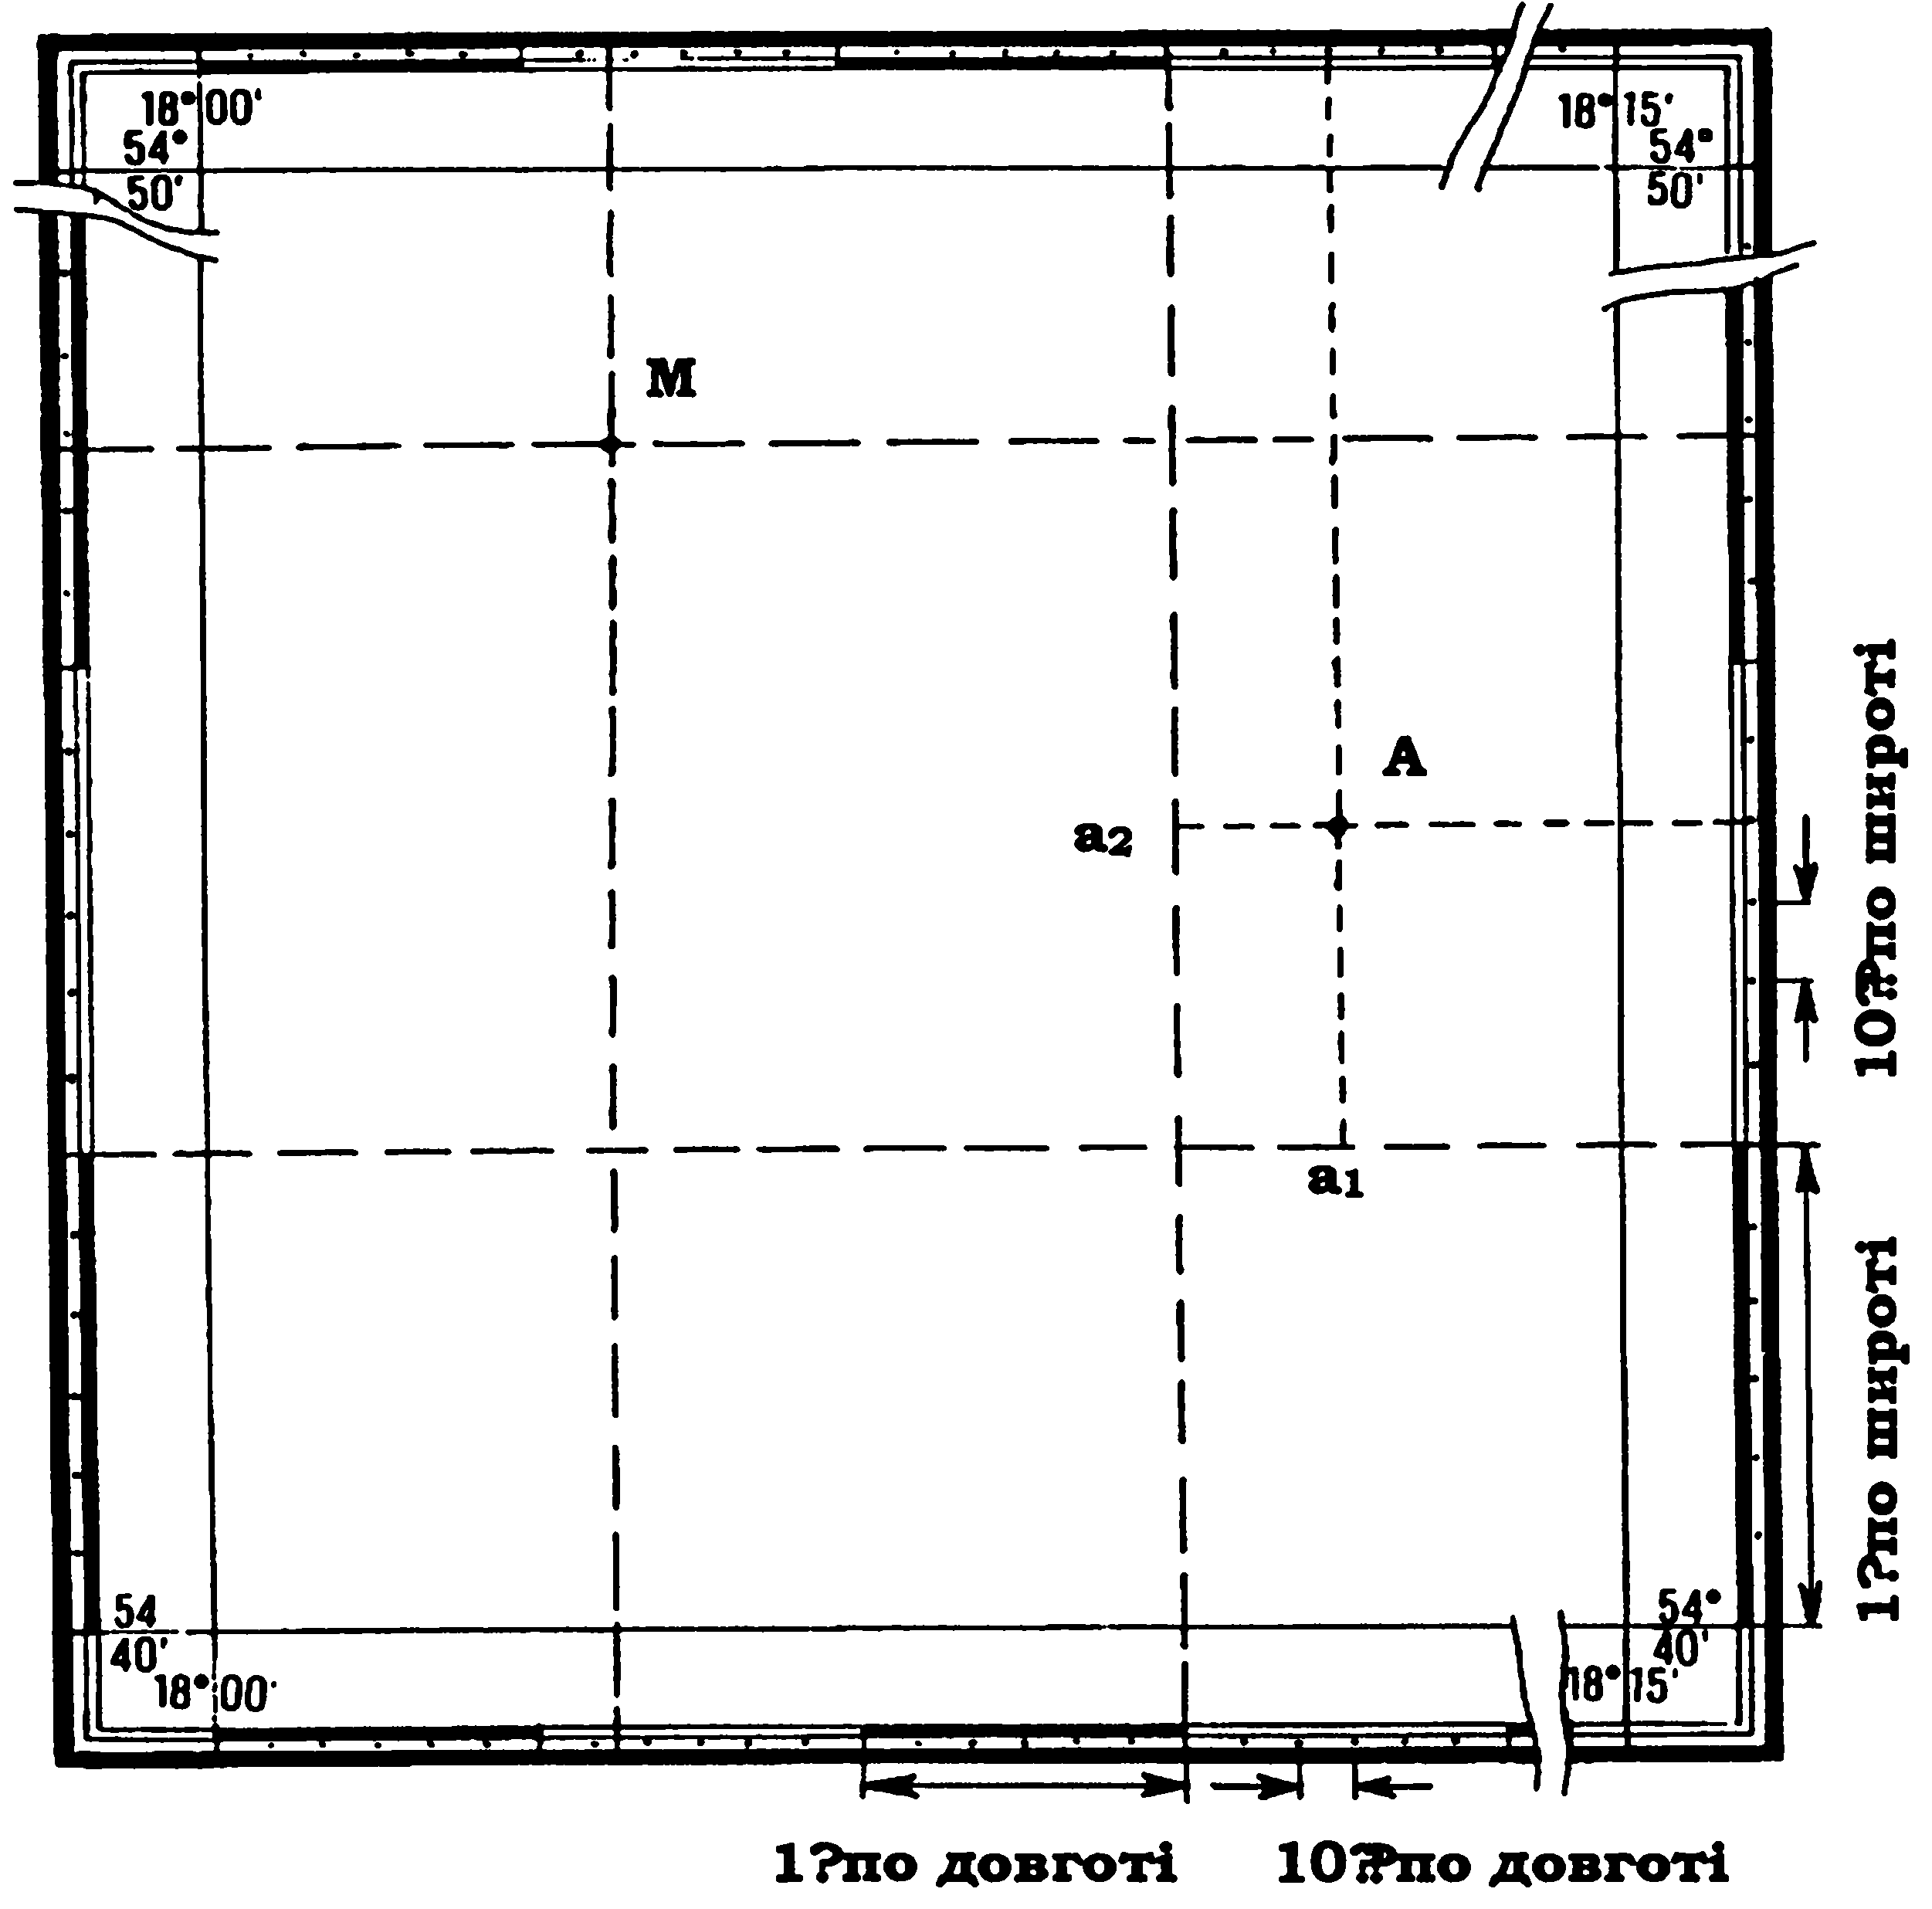 18°00'
54°
50'
18°15'
54°
50'
M
A
a2
a1
10??по широті
1?по широті
54
40'
18°00'
54°
40'
18°15'
1?по довготі
10??по довготі